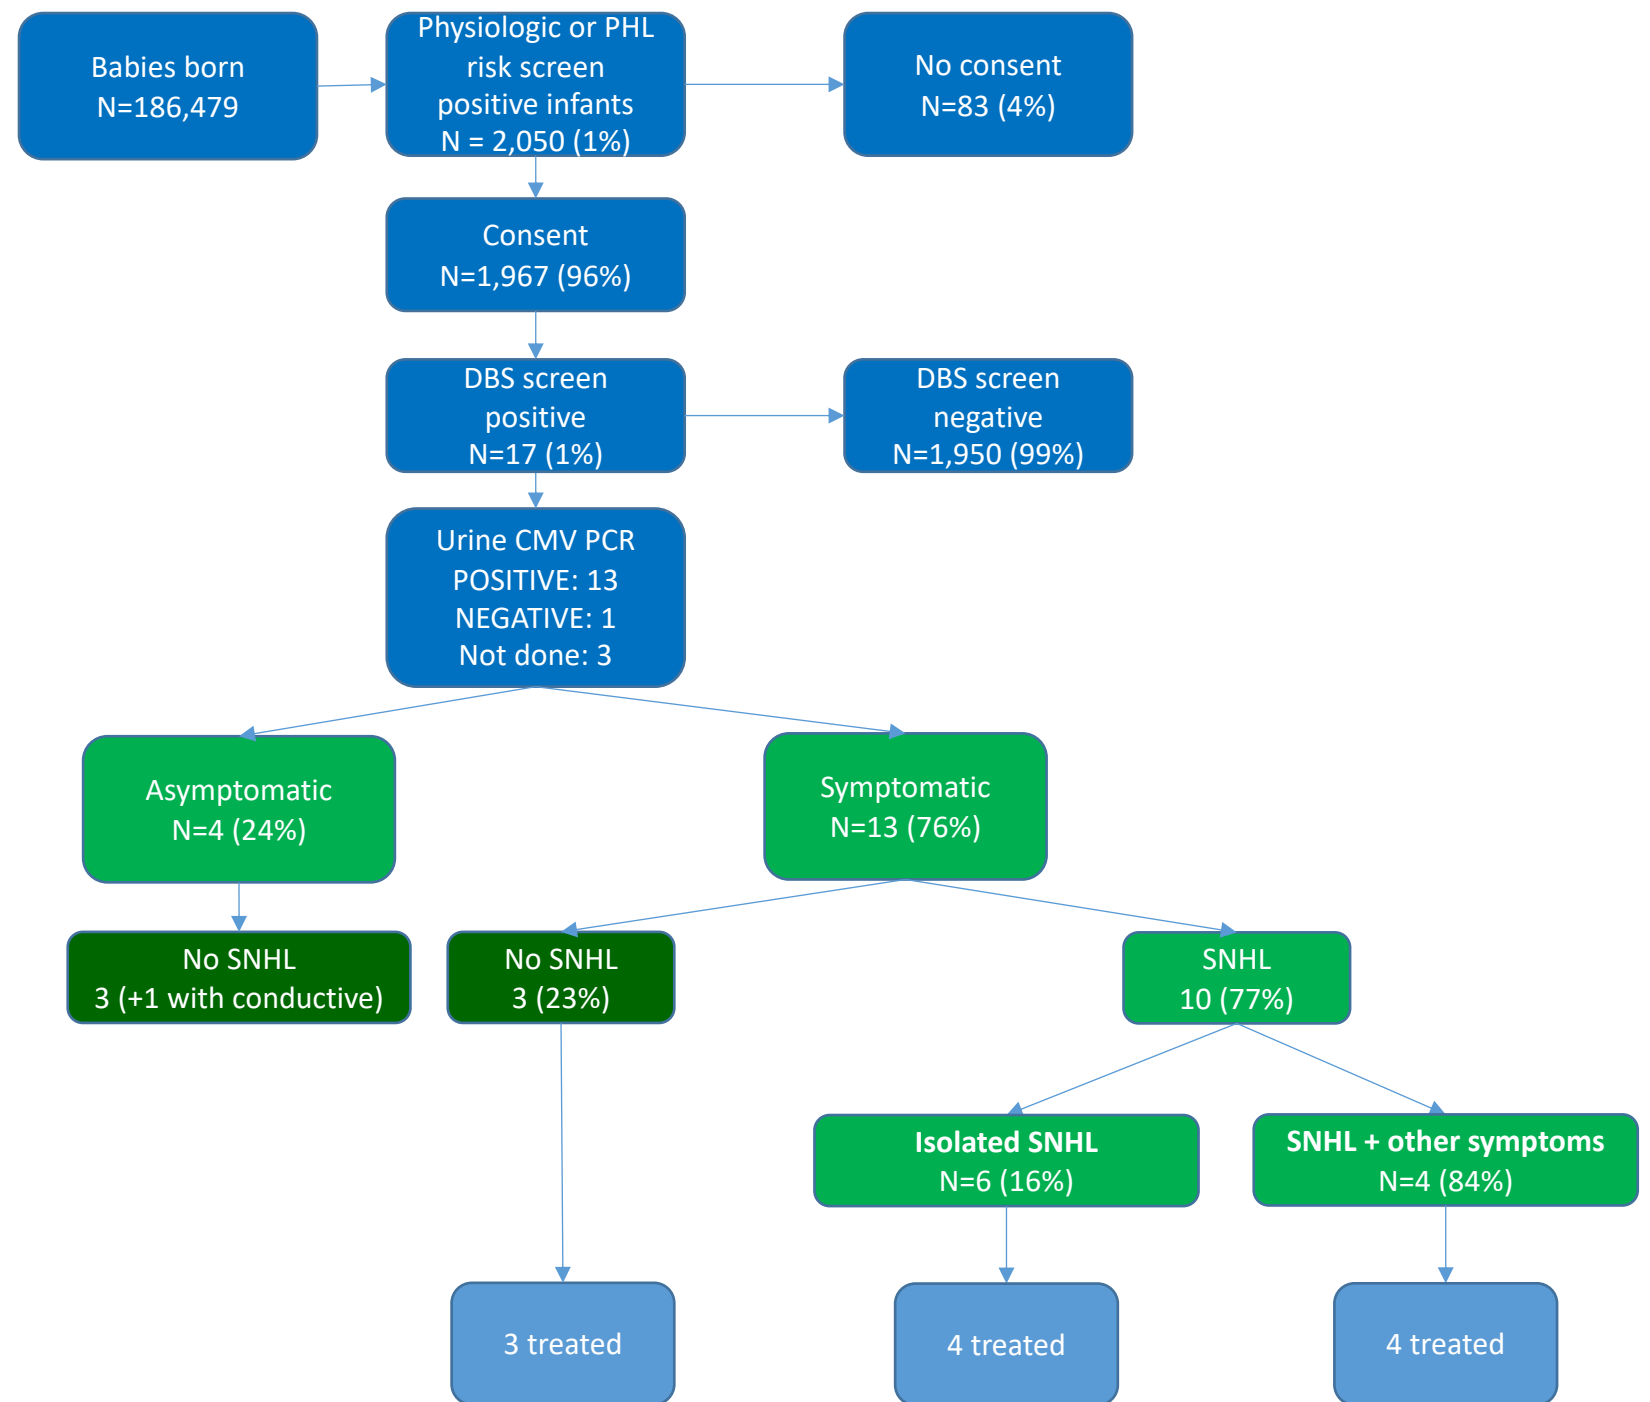 Babies born
N=186,479
Physiologic or PHL
risk screen
positive infants
N = 2,050 (1%)
No consent
N=83 (4%)
Consent
N=1,967 (96%)
DBS screen
positive
N=17 (1%)
DBS screen
negative
N=1,950 (99%)
Urine CMV PCR
POSITIVE: 13
NEGATIVE: 1
Not done: 3
Asymptomatic
N=4 (24%)
Symptomatic
N=13 (76%)
No SNHL
3 (+1 with conductive)
No SNHL
3 (23%)
SNHL
10 (77%)
Isolated SNHL
N=6 (16%)
SNHL + other symptoms
N=4 (84%)
3 treated
4 treated
4 treated